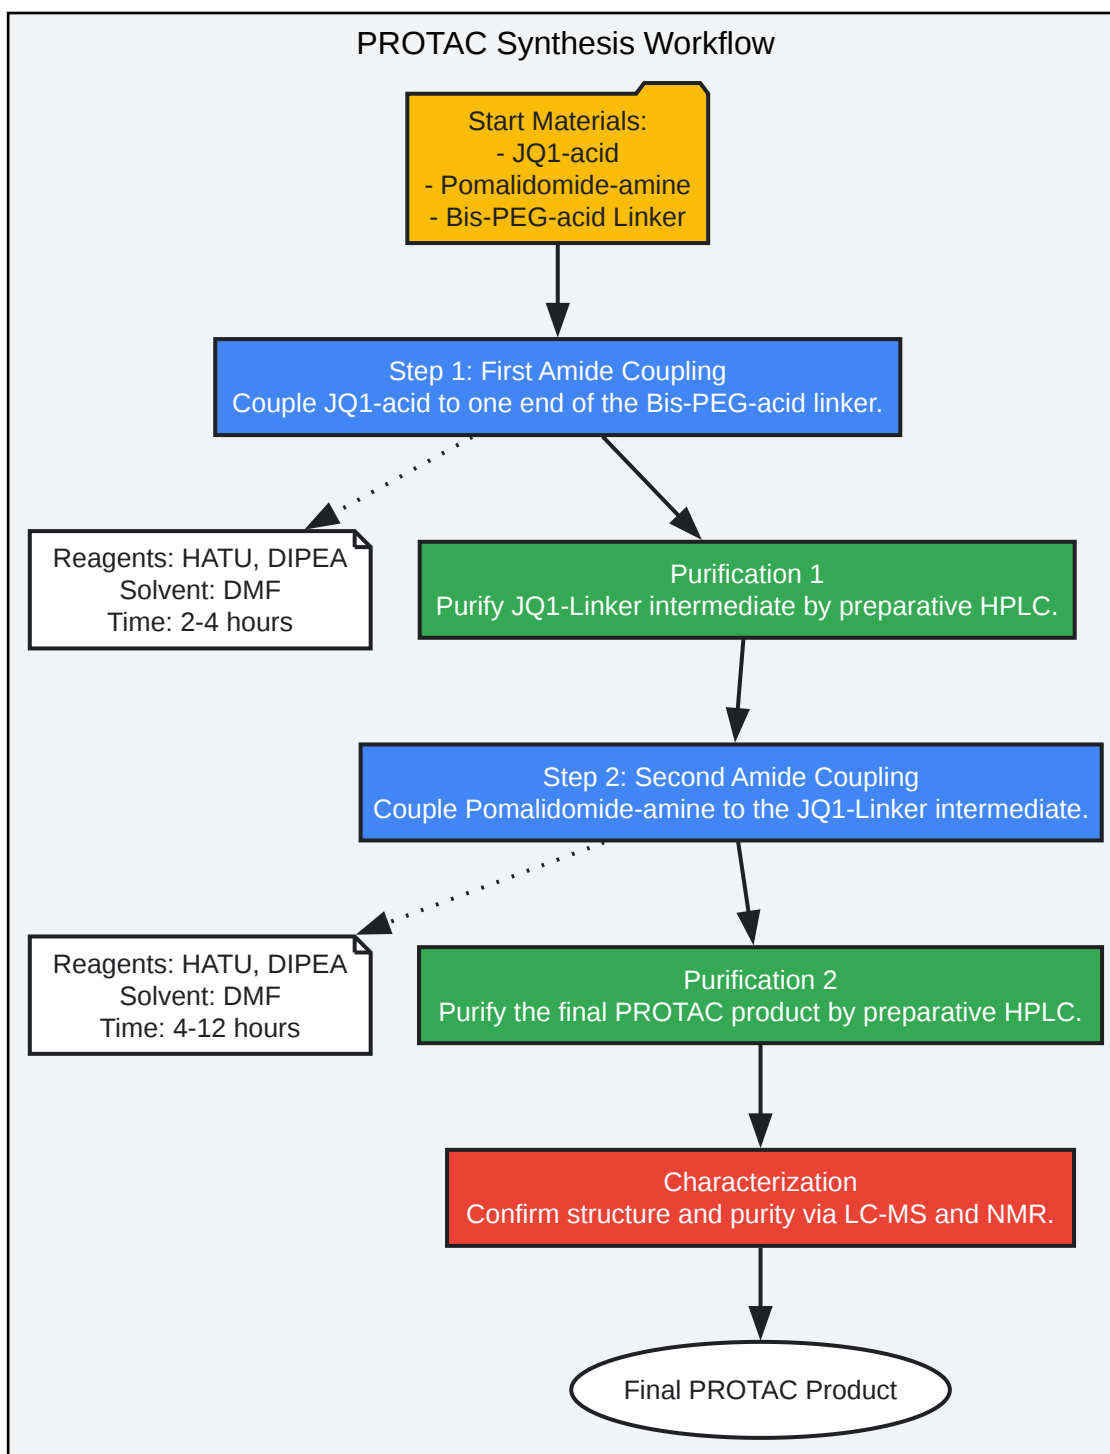 PROTAC Synthesis Workflow
Start Materials:
- JQ1-acid
- Pomalidomide-amine
- Bis-PEG-acid Linker
Step 1: First Amide Coupling
Couple JQ1-acid to one end of the Bis-PEG-acid linker.
Reagents: HATU, DIPEA
Solvent: DMF
Time: 2-4 hours
Purification 1
Purify JQ1-Linker intermediate by preparative HPLC.
Step 2: Second Amide Coupling
Couple Pomalidomide-amine to the JQ1-Linker intermediate.
Reagents: HATU, DIPEA
Solvent: DMF
Time: 4-12 hours
Purification 2
Purify the final PROTAC product by preparative HPLC.
Characterization
Confirm structure and purity via LC-MS and NMR.
Final PROTAC Product